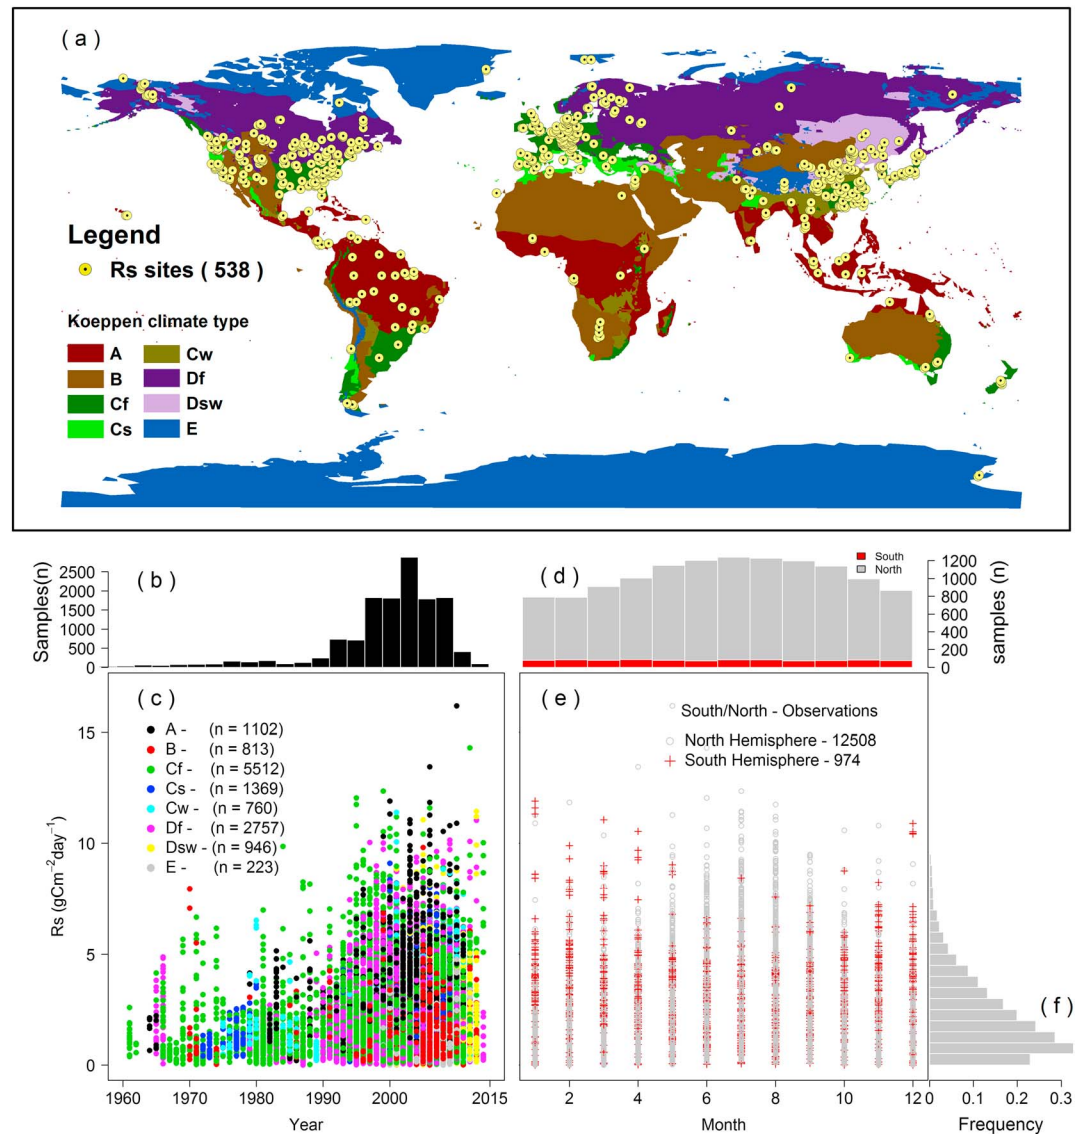 ( a )
Legend
Rs sites ( 538 )
Koeppen climate type
A Cw
B Df
Cf Dsw
Cs E
( b )
Samples(n)
2500
2000
1500
1000
500
0
( d )
South
North
1200
1000
800
600
400
200
0
samples (n)
( c )
A - (n = 1102)
B - (n = 813)
Cf - (n = 5512)
Cs - (n = 1369)
Cw - (n = 760)
Df - (n = 2757)
Dsw - (n = 946)
E - (n = 223)
Rs (gCm⁻²day⁻¹)
15
10
5
0
1960 1970 1980 1990 2000 2015
Year
( e )
South/North - Observations
North Hemisphere - 12508
South Hemisphere - 974
2 4 6 8 10 12
Month
( f )
0 0.1 0.2 0.3
Frequency